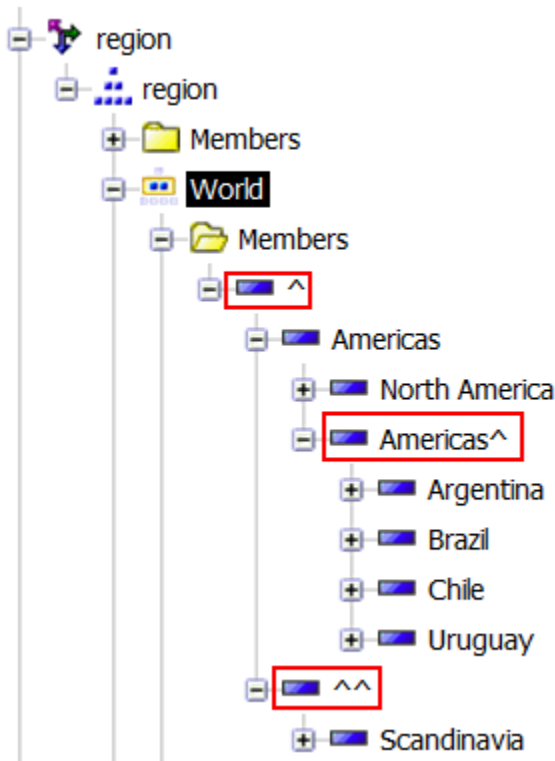 region
region
Members
World
Members
^
Americas
North America
Americas^
Argentina
Brazil
Chile
Uruguay
^^
Scandinavia